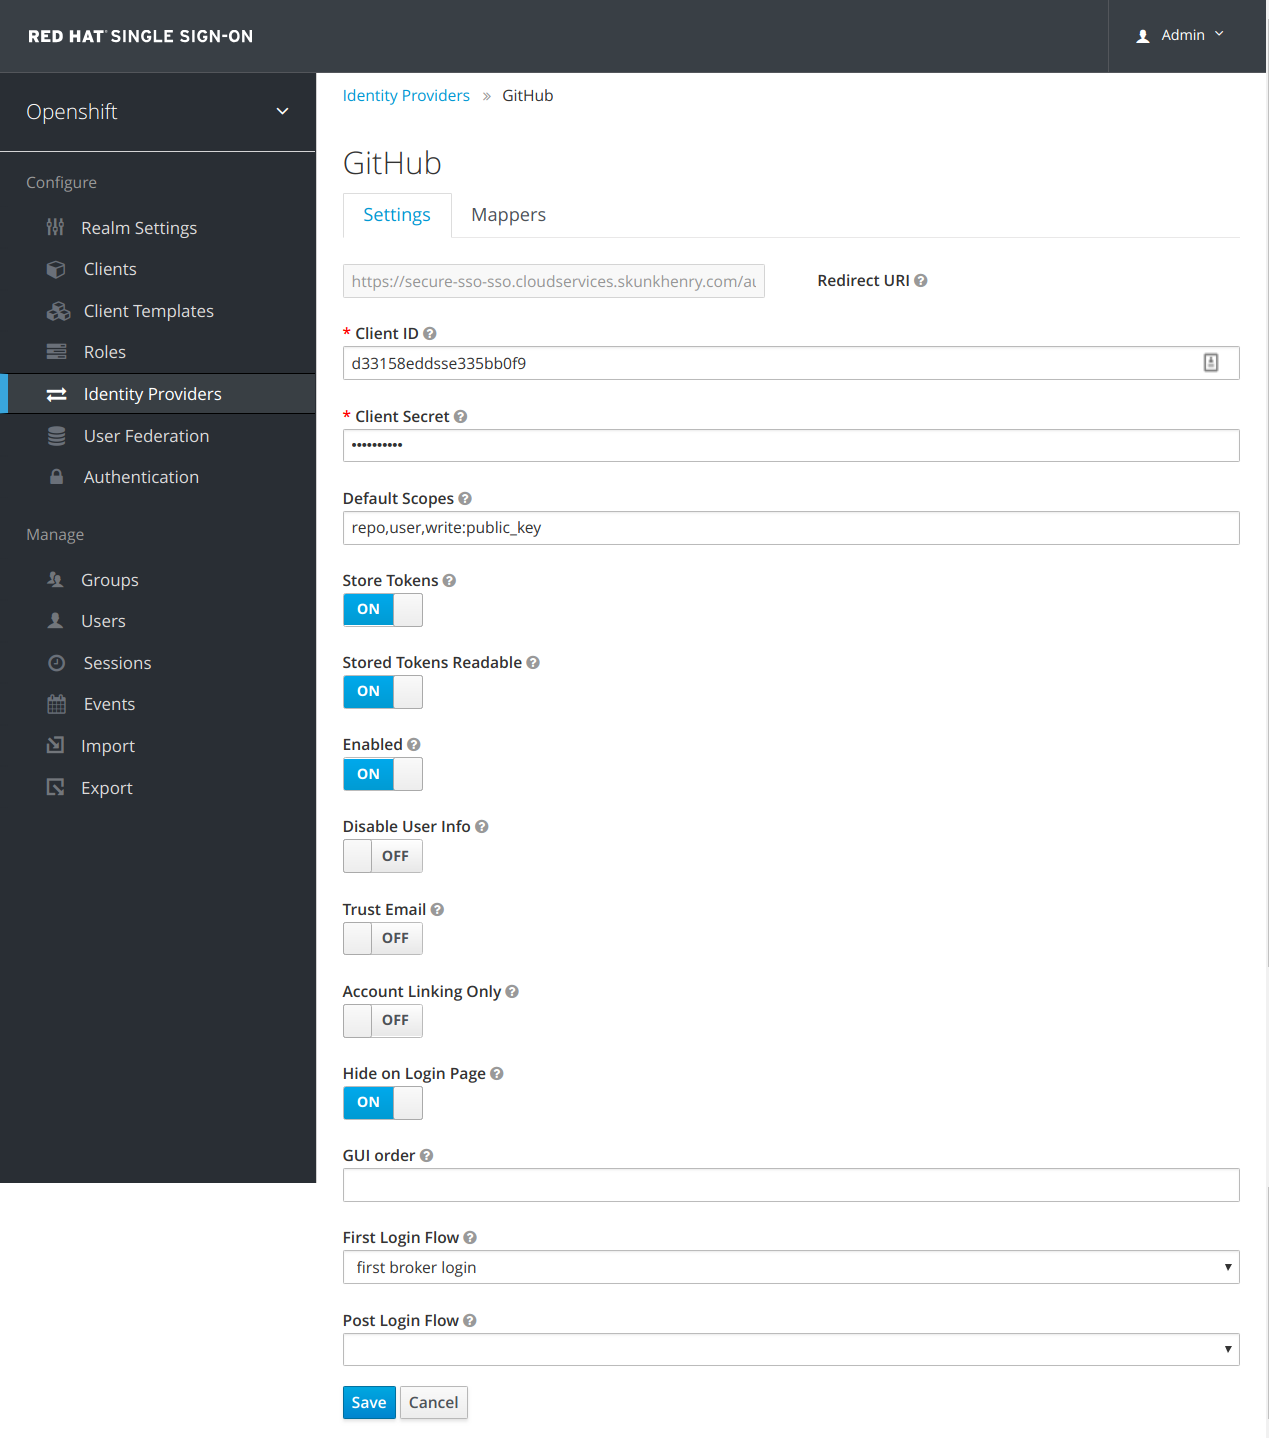 RED HAT SINGLE SIGN-ON
Admin
Openshift
Configure
Realm Settings
Clients
Client Templates
Roles
Identity Providers
User Federation
Authentication
Manage
Groups
Users
Sessions
Events
Import
Export
Identity Providers » GitHub
GitHub
Settings
Mappers
https://secure-sso-sso.cloudservices.skunkhenry.com/au
Redirect URI
* Client ID
d33158eddsse335bb0f9
* Client Secret
••••••••••
Default Scopes
repo,user,write:public_key
Store Tokens
ON
Stored Tokens Readable
ON
Enabled
ON
Disable User Info
OFF
Trust Email
OFF
Account Linking Only
OFF
Hide on Login Page
ON
GUI order
First Login Flow
first broker login
Post Login Flow
Save
Cancel